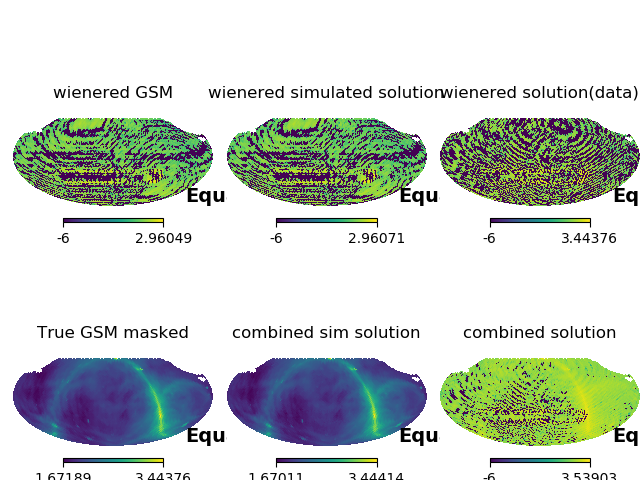 wienered GSM wienered simulated solution wienered solution(data)
Equ Equ Eq
-6 2.96049 -6 2.96071 -6 3.44376
True GSM masked combined sim solution combined solution
Equ Equ Eq
1.67189 3.44376 1.67011 3.44414 -6 3.53903